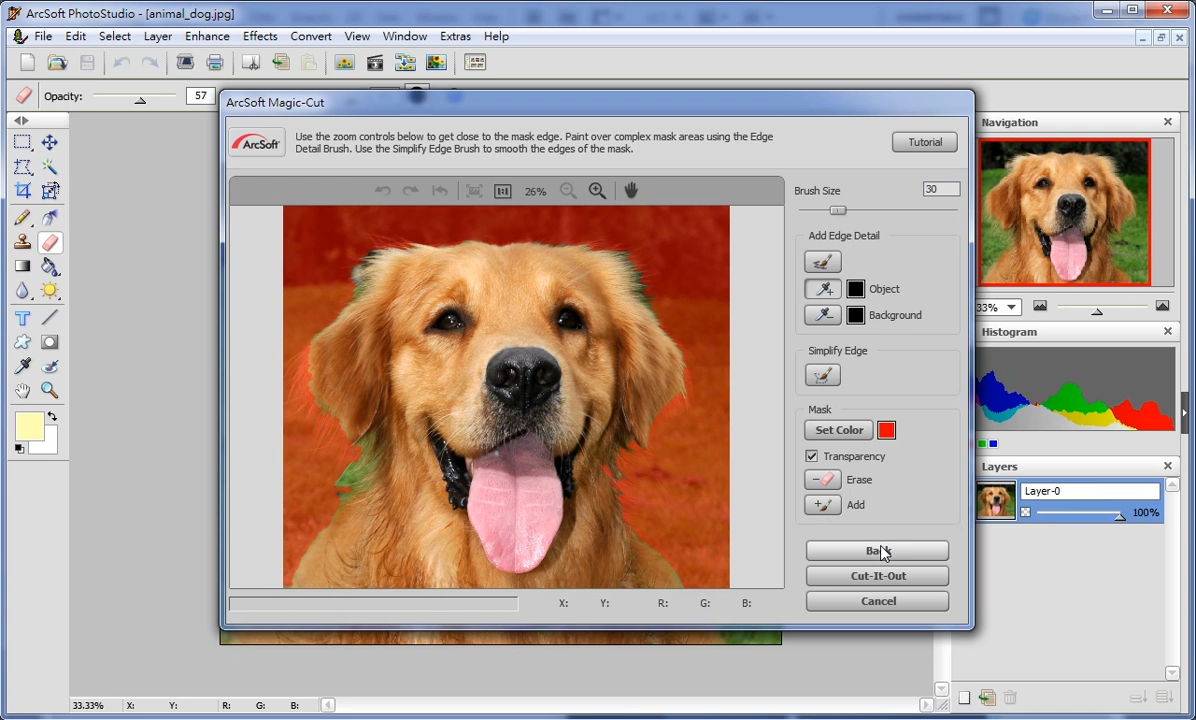 ArcSoft PhotoStudio - [animal_dog.jpg]
File Edit Select Layer Enhance Effects Convert View Window Extras Help
Opacity: 57
ArcSoft Magic-Cut
ArcSoft
Use the zoom controls below to get close to the mask edge. Paint over complex mask areas using the Edge
Detail Brush. Use the Simplify Edge Brush to smooth the edges of the mask.
Tutorial
26%
Brush Size 30
Add Edge Detail
Object
Background
Simplify Edge
Mask
Set Color
Transparency
Erase
Add
Back
Cut-It-Out
Cancel
X: Y: R: G: B:
Navigation
33%
Histogram
Layers
Layer-0
100%
33.33% X: Y: R: G: B: